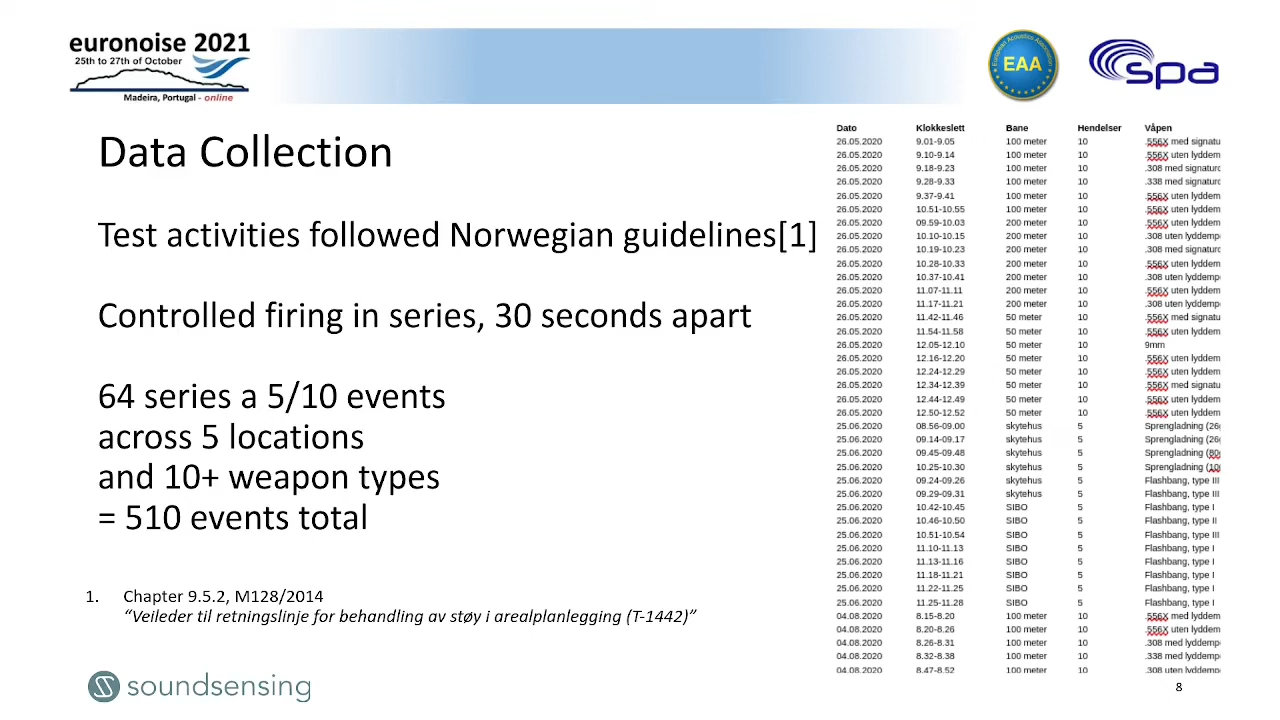 euronoise 2021
25th to 27th of October
Madeira, Portugal - online
European Acoustics Association
EAA
spa
Data Collection
Test activities followed Norwegian guidelines[1]
Controlled firing in series, 30 seconds apart
64 series a 5/10 events
across 5 locations
and 10+ weapon types
= 510 events total
1. Chapter 9.5.2, M128/2014
“Veileder til retningslinje for behandling av støy i arealplanlegging (T-1442)”
Dato Klokkeslett Bane Hendelser Våpen
26.05.2020 9.01-9.05 100 meter 10 .556X med signatu
26.05.2020 9.10-9.14 100 meter 10 .556X uten lyddem
26.05.2020 9.18-9.23 100 meter 10 .308 med signatur
26.05.2020 9.28-9.33 100 meter 10 .338 med signatur
26.05.2020 9.37-9.41 100 meter 10 .556X uten lyddem
26.05.2020 10.51-10.55 100 meter 10 .556X uten lyddem
26.05.2020 09.59-10.03 200 meter 10 .556X uten lyddem
26.05.2020 10.10-10.15 200 meter 10 .308 uten lyddemp
26.05.2020 10.19-10.23 200 meter 10 .308 med signatur
26.05.2020 10.28-10.33 200 meter 10 .556X uten lyddem
26.05.2020 10.37-10.41 200 meter 10 .308 uten lyddemp
26.05.2020 11.07-11.11 200 meter 10 .556X uten lyddem
26.05.2020 11.17-11.21 200 meter 10 .308 uten lyddemp
26.05.2020 11.42-11.46 50 meter 10 .556X med signatu
26.05.2020 11.54-11.58 50 meter 10 .556X uten lyddem
26.05.2020 12.05-12.10 50 meter 10 9mm
26.05.2020 12.16-12.20 50 meter 10 .556X uten lyddem
26.05.2020 12.24-12.29 50 meter 10 .556X uten lyddem
26.05.2020 12.34-12.39 50 meter 10 .556X med signatu
26.05.2020 12.44-12.49 50 meter 10 .556X uten lyddem
26.05.2020 12.50-12.52 50 meter 10 .556X uten lyddem
25.06.2020 08.56-09.00 skytehus 5 Sprengladning (26
25.06.2020 09.14-09.17 skytehus 5 Sprengladning (26
25.06.2020 09.45-09.48 skytehus 5 Sprengladning (80
25.06.2020 10.25-10.30 skytehus 5 Sprengladning (10
25.06.2020 09.24-09.26 skytehus 5 Flashbang, type III
25.06.2020 09.29-09.31 skytehus 5 Flashbang, type III
25.06.2020 10.42-10.45 SIBO 5 Flashbang, type I
25.06.2020 10.46-10.50 SIBO 5 Flashbang, type II
25.06.2020 10.51-10.54 SIBO 5 Flashbang, type III
25.06.2020 11.10-11.13 SIBO 5 Flashbang, type I
25.06.2020 11.13-11.16 SIBO 5 Flashbang, type I
25.06.2020 11.18-11.21 SIBO 5 Flashbang, type I
25.06.2020 11.22-11.25 SIBO 5 Flashbang, type I
25.06.2020 11.25-11.28 SIBO 5 Flashbang, type I
04.08.2020 8.15-8.20 100 meter 10 .556X med lyddemp
04.08.2020 8.20-8.26 100 meter 10 .556X uten lyddem
04.08.2020 8.26-8.31 100 meter 10 .308 med lyddemp
04.08.2020 8.32-8.38 100 meter 10 .338 med lyddemp
04.08.2020 8.47-8.52 100 meter 10 .308 uten lyddemp
soundsensing
8